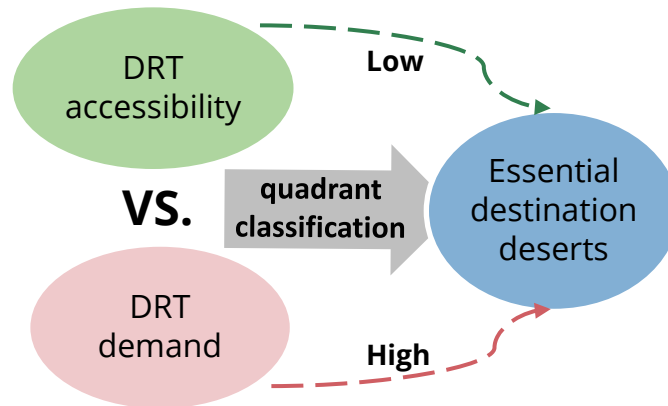 DRT
accessibility
Low
VS.
quadrant
classification
Essential
destination
deserts
DRT
demand
High